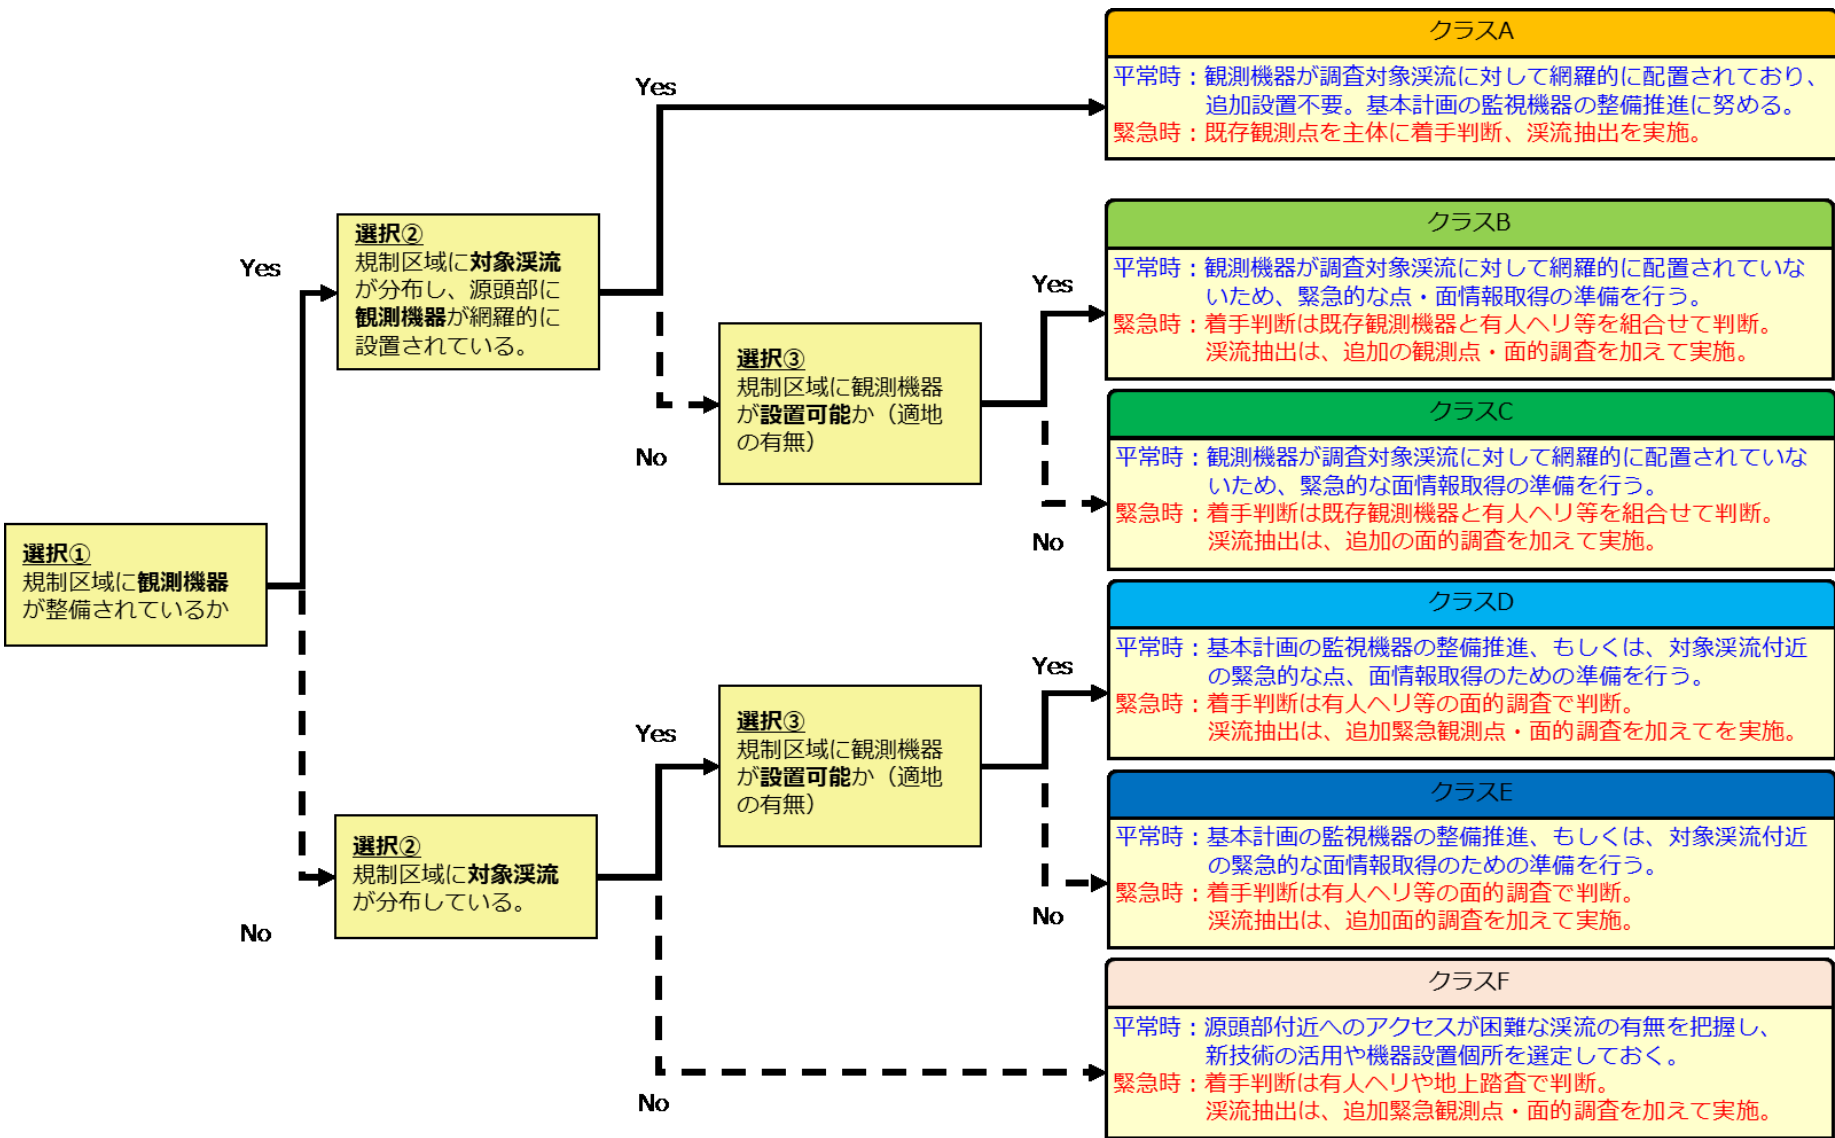 クラスA
平常時：観測機器が調査対象渓流に対して網羅的に配置されており、
追加設置不要。基本計画の監視機器の整備推進に努める。
緊急時：既存観測点を主体に着手判断、渓流抽出を実施。
Yes
選択②
規制区域に対象渓流
が分布し、源頭部に
観測機器が網羅的に
設置されている。
Yes
クラスB
平常時：観測機器が調査対象渓流に対して網羅的に配置されていな
いため、緊急的な点・面情報取得の準備を行う。
緊急時：着手判断は既存観測機器と有人ヘリ等を組合せて判断。
渓流抽出は、追加の観測点・面的調査を加えて実施。
Yes
選択③
規制区域に観測機器
が設置可能か（適地
の有無）
No
クラスC
平常時：観測機器が調査対象渓流に対して網羅的に配置されていな
いため、緊急的な面情報取得の準備を行う。
緊急時：着手判断は既存観測機器と有人ヘリ等を組合せて判断。
渓流抽出は、追加の面的調査を加えて実施。
No
選択①
規制区域に観測機器
が整備されているか
クラスD
平常時：基本計画の監視機器の整備推進、もしくは、対象渓流付近
の緊急的な点、面情報取得のための準備を行う。
緊急時：着手判断は有人ヘリ等の面的調査で判断。
渓流抽出は、追加緊急観測点・面的調査を加えてを実施。
Yes
選択③
規制区域に観測機器
が設置可能か（適地
の有無）
Yes
クラスE
平常時：基本計画の監視機器の整備推進、もしくは、対象渓流付近
の緊急的な面情報取得のための準備を行う。
緊急時：着手判断は有人ヘリ等の面的調査で判断。
渓流抽出は、追加面的調査を加えて実施。
No
選択②
規制区域に対象渓流
が分布している。
No
クラスF
平常時：源頭部付近へのアクセスが困難な渓流の有無を把握し、
新技術の活用や機器設置個所を選定しておく。
緊急時：着手判断は有人ヘリや地上踏査で判断。
渓流抽出は、追加緊急観測点・面的調査を加えて実施。
No